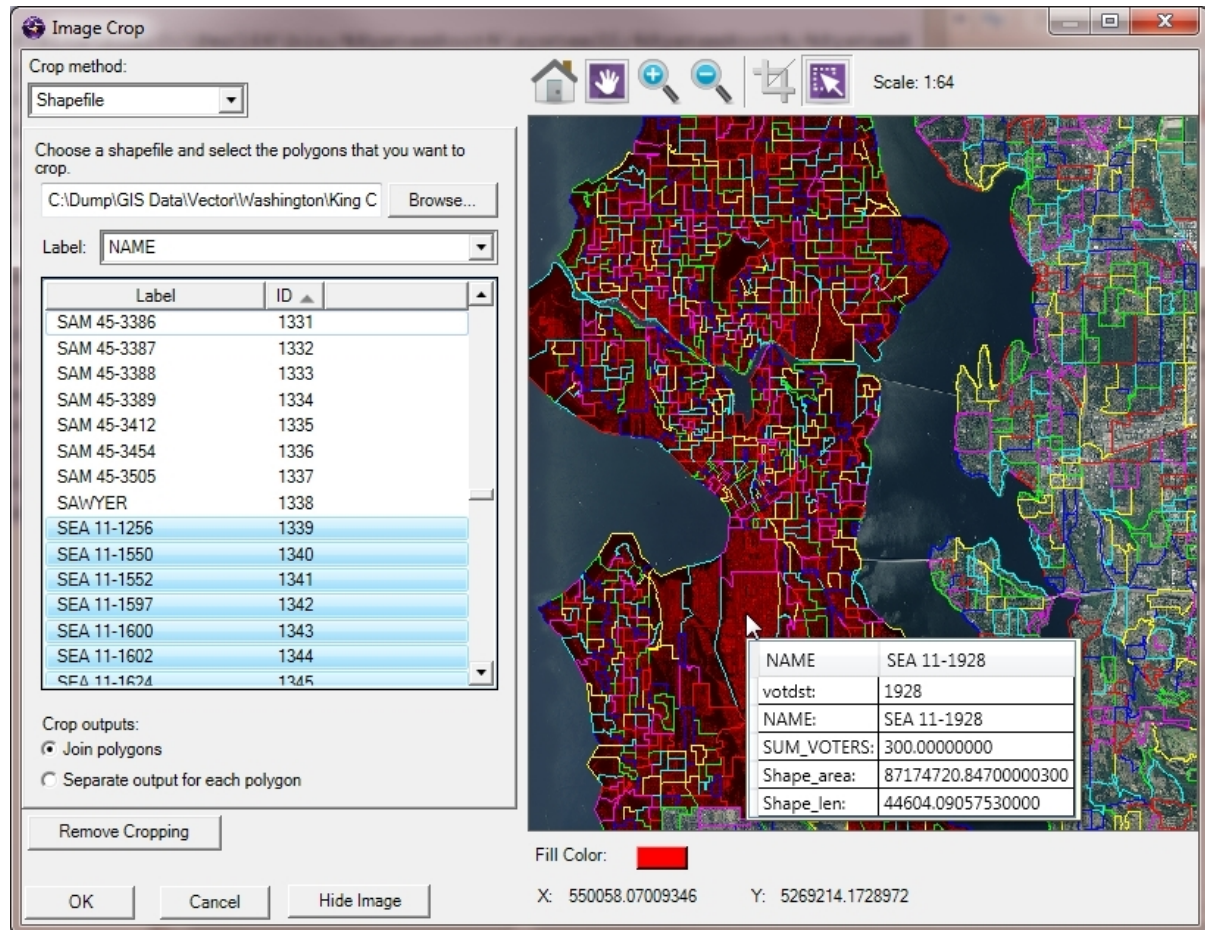 Image Crop
Crop method:
Shapefile
Choose a shapefile and select the polygons that you want to
crop.
C:\Dump\GIS Data\Vector\Washington\King C
Browse...
Label: NAME
Label ID
SAM 45-3386 1331
SAM 45-3387 1332
SAM 45-3388 1333
SAM 45-3389 1334
SAM 45-3412 1335
SAM 45-3454 1336
SAM 45-3505 1337
SAWYER 1338
SEA 11-1256 1339
SEA 11-1550 1340
SEA 11-1552 1341
SEA 11-1597 1342
SEA 11-1600 1343
SEA 11-1602 1344
SEA 11-1624 1345
Crop outputs:
Join polygons
Separate output for each polygon
Remove Cropping
OK
Cancel
Hide Image
Scale: 1:64
NAME SEA 11-1928
votdst: 1928
NAME: SEA 11-1928
SUM_VOTERS: 300.00000000
Shape_area: 87174720.84700000300
Shape_len: 44604.09057530000
Fill Color:
X: 550058.07009346 Y: 5269214.1728972